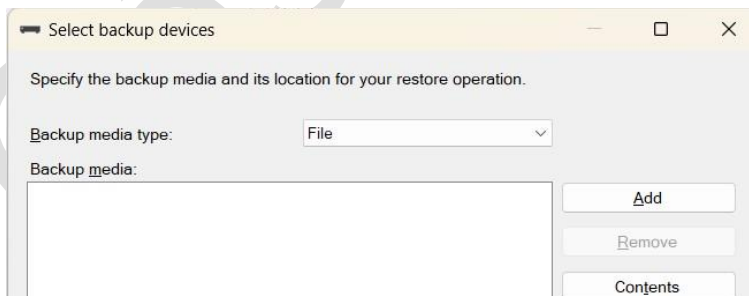 Select backup devices
Specify the backup media and its location for your restore operation.
Backup media type: File
Backup media:
Add
Remove
Contents